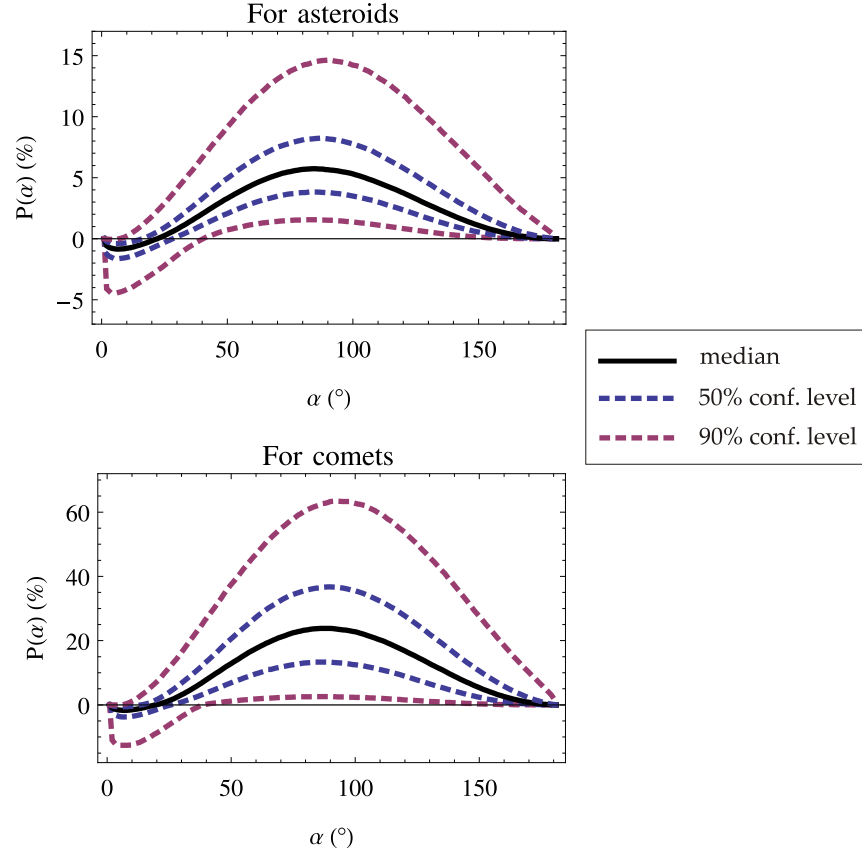 For asteroids
15
10
5
0
−5
P(α) (%)
0 50 100 150
α (°)
median
50% conf. level
90% conf. level
For comets
60
40
20
0
P(α) (%)
0 50 100 150
α (°)